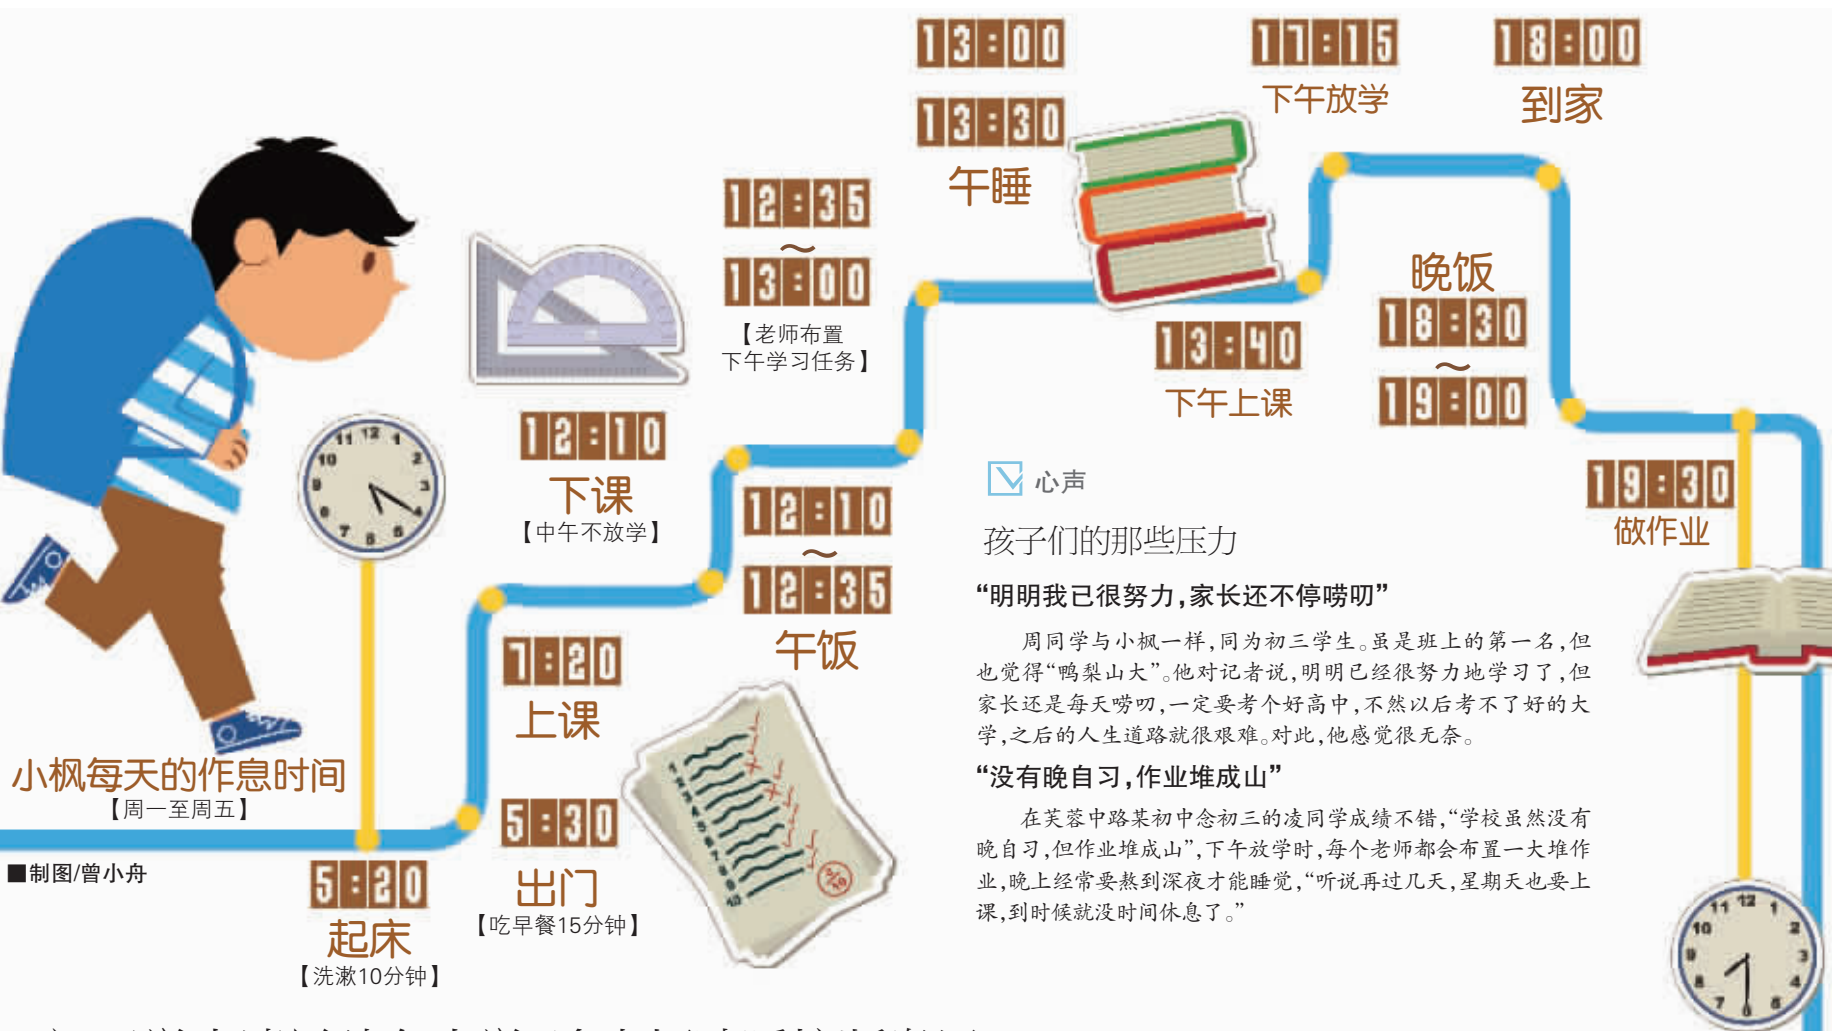 小枫每天的作息时间
【周一至周五】
■制图/曾小舟
5:20
起床
【洗漱10分钟】
5:30
出门
【吃早餐15分钟】
7:20
上课
12:10
下课
【中午不放学】
12:10
~
12:35
午饭
12:35
~
13:00
【老师布置
下午学习任务】
13:00
13:30
午睡
13:40
下午上课
17:15
下午放学
18:00
到家
晚饭
18:30
~
19:00
19:30
做作业
心声
孩子们的那些压力
“明明我已很努力,家长还不停唠叨”
周同学与小枫一样,同为初三学生。虽是班上的第一名,但
也觉得“鸭梨山大”。他对记者说,明明已经很努力地学习了,但
家长还是每天唠叨,一定要考个好高中,不然以后考不了好的大
学,之后的人生道路就很艰难。对此,他感觉很无奈。
“没有晚自习,作业堆成山”
在芙蓉中路某初中念初三的凌同学成绩不错,“学校虽然没有
晚自习,但作业堆成山”,下午放学时,每个老师都会布置一大堆作
业,晚上经常要熬到深夜才能睡觉,“听说再过几天,星期天也要上
课,到时候就没时间休息了。”